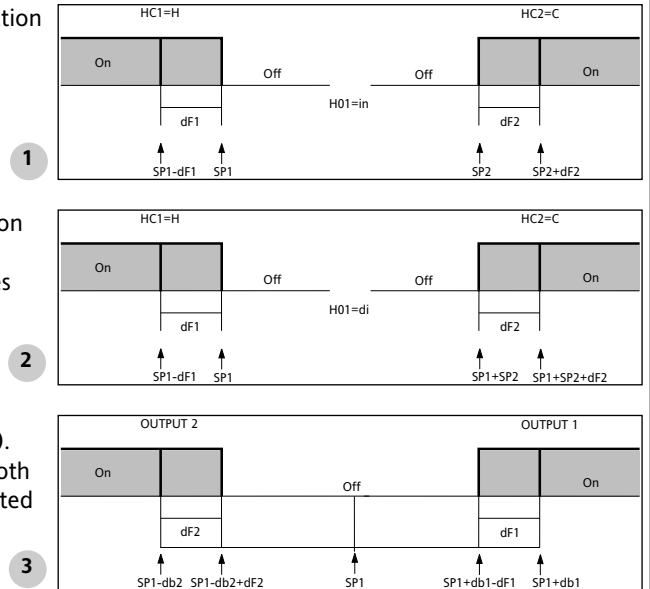 HC1=H HC2=C
On Off Off On
H01=in
dF1 dF2
1
SP1-dF1 SP1 SP2 SP2+dF2
on
HC1=H HC2=C
On Off Off On
H01=di
dF1 dF2
2
SP1-dF1 SP1 SP1+SP2 SP1+SP2+dF2
OUTPUT 2 OUTPUT 1
).
On Off On
dF2 dF1
3
SP1-db2 SP1-db2+dF2 SP1 SP1+db1-dF1 SP1+db1